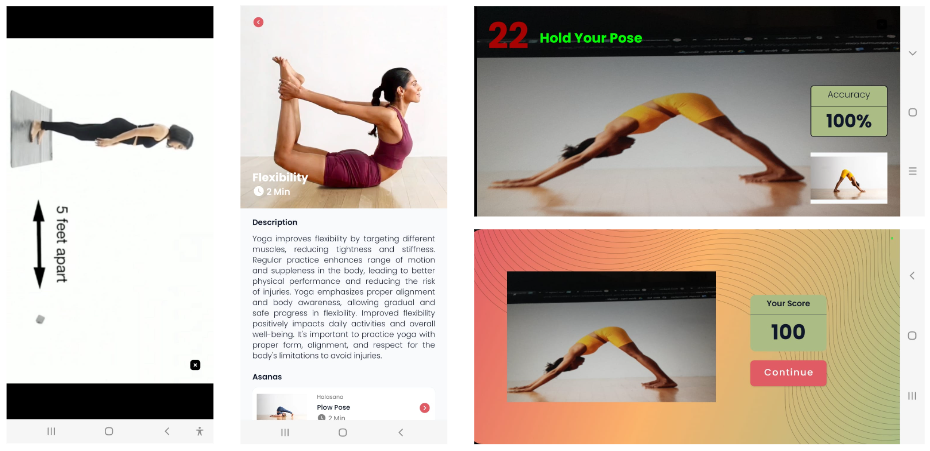 5 feet apart
Flexibility
2 Min
Description
Yoga improves flexibility by targeting different
muscles, reducing tightness and stiffness.
Regular practice enhances range of motion
and suppleness in the body, leading to better
physical performance and reducing the risk
of injuries. Yoga emphasizes proper alignment
and body awareness, allowing gradual and
safe progress in flexibility. Improved flexibility
positively impacts daily activities and overall
well-being. It's important to practice yoga with
proper form, alignment, and respect for the
body's limitations to avoid injuries.
Asanas
Halasand
Plow Pose
2 Min
22 Hold Your Pose
Accuracy
100%
Your Score
100
Continue